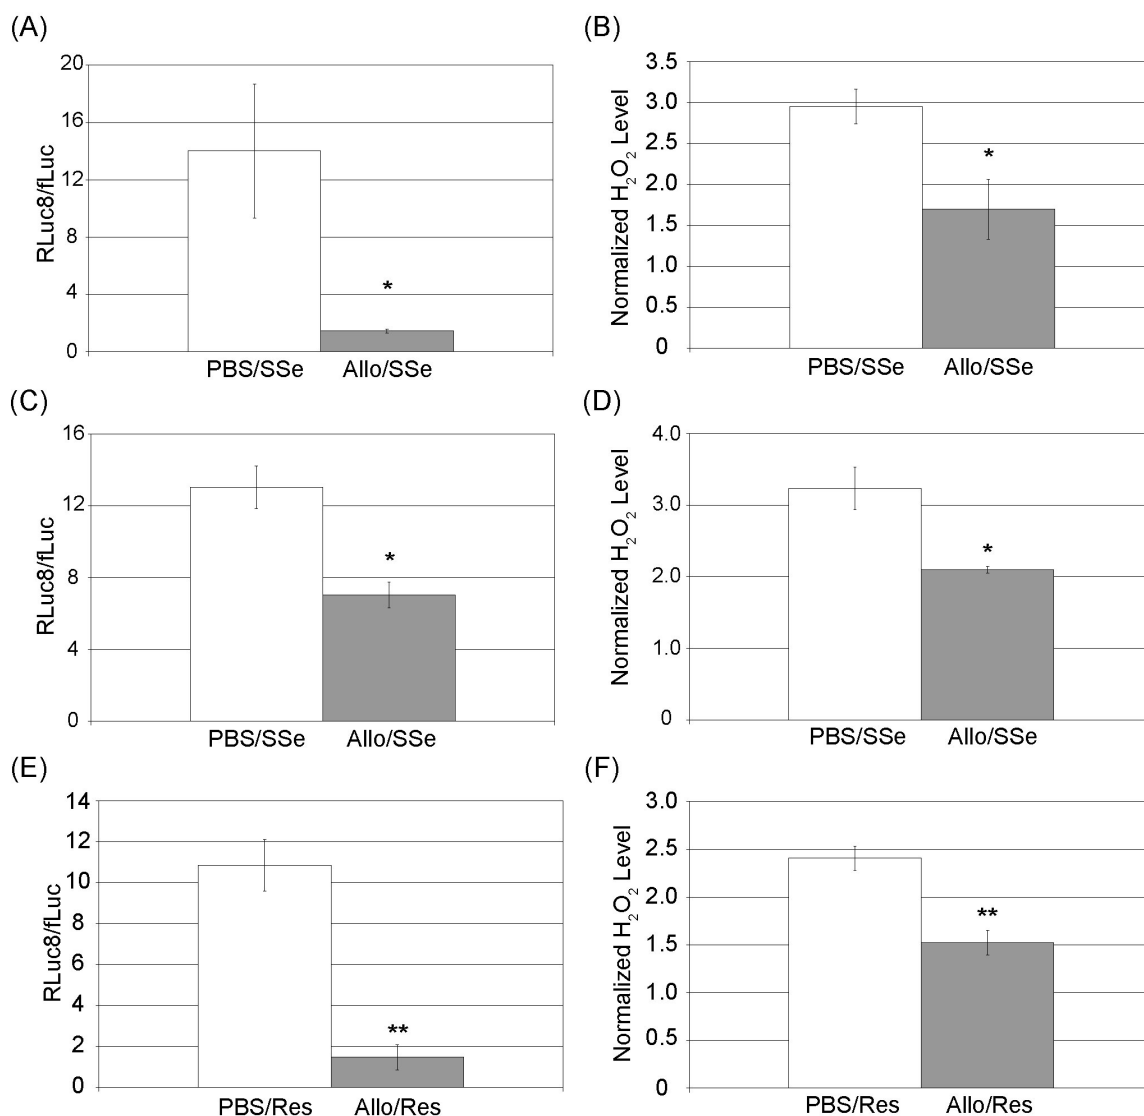 (A)
RLuc8/fLuc
20
16
12
8
4
0
*
PBS/SSe Allo/SSe
(B)
Normalized H₂O₂ Level
3.5
3.0
2.5
2.0
1.5
1.0
0.5
0
*
PBS/SSe Allo/SSe
(C)
RLuc8/fLuc
16
12
8
4
0
*
PBS/SSe Allo/SSe
(D)
Normalized H₂O₂ Level
4.0
3.0
2.0
1.0
0
*
PBS/SSe Allo/SSe
(E)
RLuc8/fLuc
14
12
10
8
6
4
2
0
**
PBS/Res Allo/Res
(F)
Normalized H₂O₂ Level
3.0
2.5
2.0
1.5
1.0
0.5
0
**
PBS/Res Allo/Res